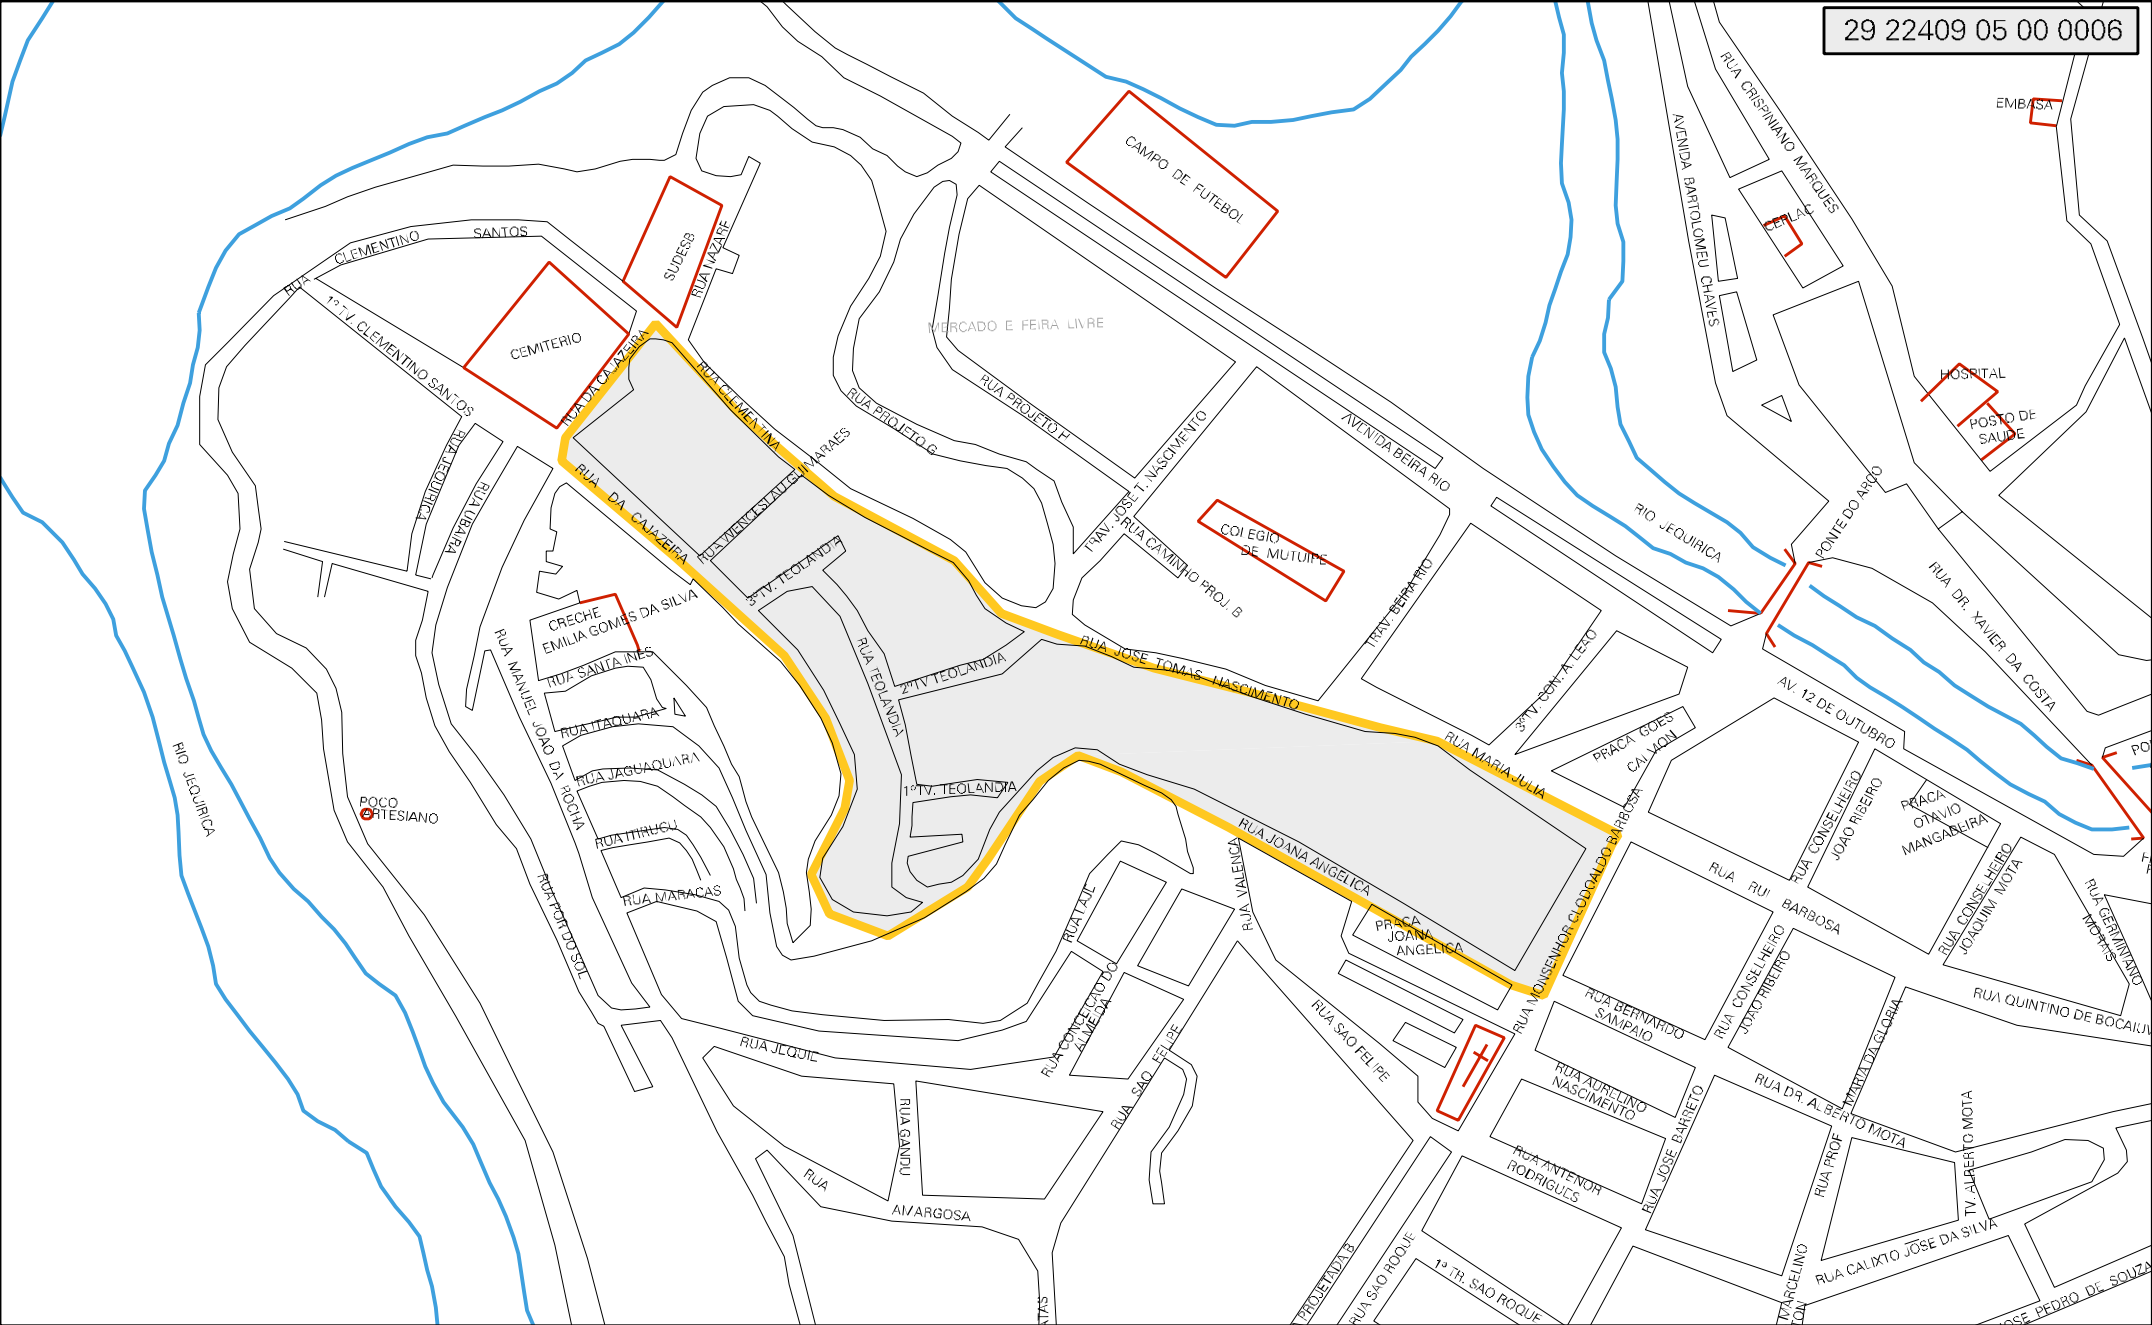 29 22409 05 00 0006
RUA CRISPINIANO MARQUES
EMBASA
AVENIDA BARTOLOMEU CHAVES
CAMPO DE FUTEBOL
CEPLAC
RUA CLEMENTINO SANTOS
SUDESB
RUA NAZARE
1ª TV. CLEMENTINO SANTOS
CEMITERIO
RUA DA CAJAZEIRA
MERCADO E FEIRA LIVRE
RUA CLEMENTINA
RUA PROJETO H
RUA PROJETO G
HOSPITAL
POSTO DE
SAUDE
AVENIDA BEIRA RIO
TRAV. JOSE T. NASCIMENTO
RUA JEQUIRICA
RUA UBAIRA
RUA DA CAJAZEIRA
RUA WENCESLAU GUIMARAES
3ª TV. TEOLANDIA
RUA CAMINHO PROJ. B
COLEGIO
DE MUTUIPE
RIO JEQUIRICA
PONTE DO ARCO
TRAV. BEIRA RIO
RUA DR. XAVIER DA COSTA
CRECHE
EMILIA GOMES DA SILVA
RUA SANTA INES
RUA MANUEL JOAO DA ROCHA
RUA ITAQUARA
RUA JAGUAQUARA
RUA ITIRUCU
RUA MARACAS
RUA TEOLANDIA
2ª TV TEOLANDIA
1ª TV. TEOLANDIA
RUA JOSE TOMAS NASCIMENTO
3ª TV. CON. A. LEAO
RUA MARIA JULIA
PRACA GOES
CALMON
AV. 12 DE OUTUBRO
RIO JEQUIRICA
POCO
ARTESIANO
RUA POR DO SOL
RUA JOANA ANGELICA
RUA VALENCA
PRACA
JOANA
ANGELICA
RUA MONSENHOR CLODOALDO BARBOSA
RUA CONSELHEIRO
JOAO RIBEIRO
PRACA
OTAVIO
MANGABEIRA
RUA RUI BARBOSA
RUA CONSELHEIRO
JOAQUIM MOTA
RUA GERMINIANO
MORAIS
RUA CONCEICAO DO
ALMEIDA
RUA SAO FELIPE
RUA SAO FELIPE
RUA BERNARDO
SAMPAIO
RUA CONSELHEIRO
JOAO RIBEIRO
RUA QUINTINO DE BOCAIUV
MARIA DA GLORIA
RUA JEQUIE
RUA GANDU
RUA AMARGOSA
RUA AURELINO
NASCIMENTO
RUA DR. ALBERTO MOTA
RUA ANTENOR
RODRIGUES
RUA JOSE BARRETO
RUA PROF
MARCELINO
TV. ALBERTO MOTA
RUA CALIXTO JOSE DA SILVA
JOSE PEDRO DE SOUZA
PROJETADA B
RUA SAO ROQUE
1ª TR. SAO ROQUE